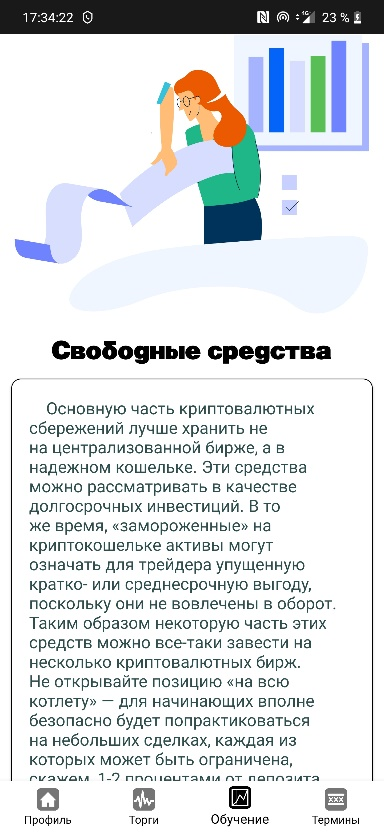 17:34:22
4G
23 %
Свободные средства
Основную часть криптовалютных
сбережений лучше хранить не
на централизованной бирже, а в
надежном кошельке. Эти средства
можно рассматривать в качестве
долгосрочных инвестиций. В то
же время, «замороженные» на
криптокошельке активы могут
означать для трейдера упущенную
кратко- или среднесрочную выгоду,
поскольку они не вовлечены в оборот.
Таким образом некоторую часть этих
средств можно все-таки завести на
несколько криптовалютных бирж.
Не открывайте позицию «на всю
котлету» — для начинающих вполне
безопасно будет попрактиковаться
на небольших сделках, каждая из
которых может быть ограничена,
скажем, 1-2 процентами от депозита
Профиль
Торги
Обучение
Термины